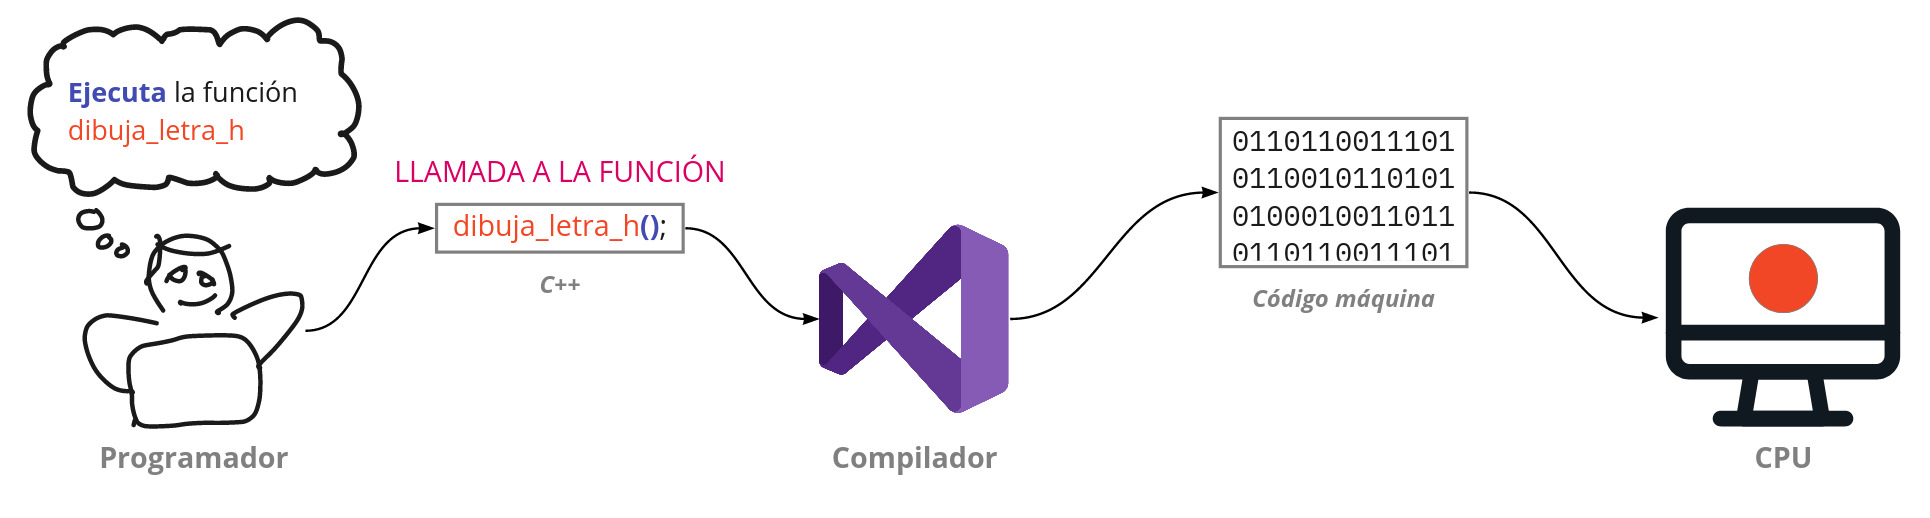 Ejecuta la función
dibuja_letra_h
LLAMADA A LA FUNCIÓN
dibuja_letra_h();
C++
0110110011101
0110010110101
0100010011011
0110110011101
Código máquina
Programador
Compilador
CPU